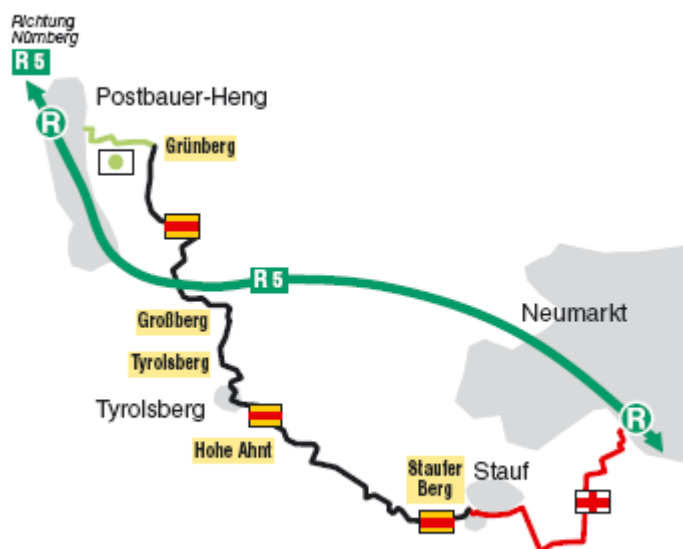 Richtung
Nürnberg
R 5
R
Postbauer-Heng
Grünberg
R 5
Großberg
Neumarkt
Tyrolsberg
Tyrolsberg
R
Hohe Ahnt
Staufer
Berg
Stauf